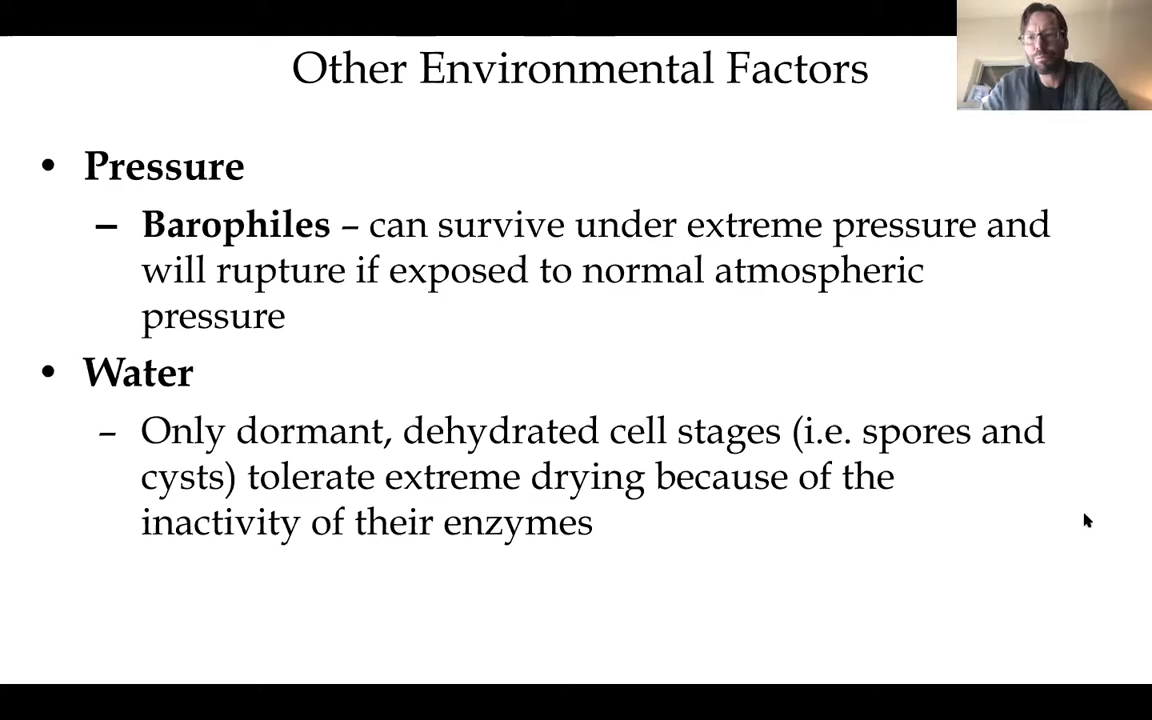 Other Environmental Factors
• Pressure
– Barophiles – can survive under extreme pressure and
will rupture if exposed to normal atmospheric
pressure
• Water
– Only dormant, dehydrated cell stages (i.e. spores and
cysts) tolerate extreme drying because of the
inactivity of their enzymes